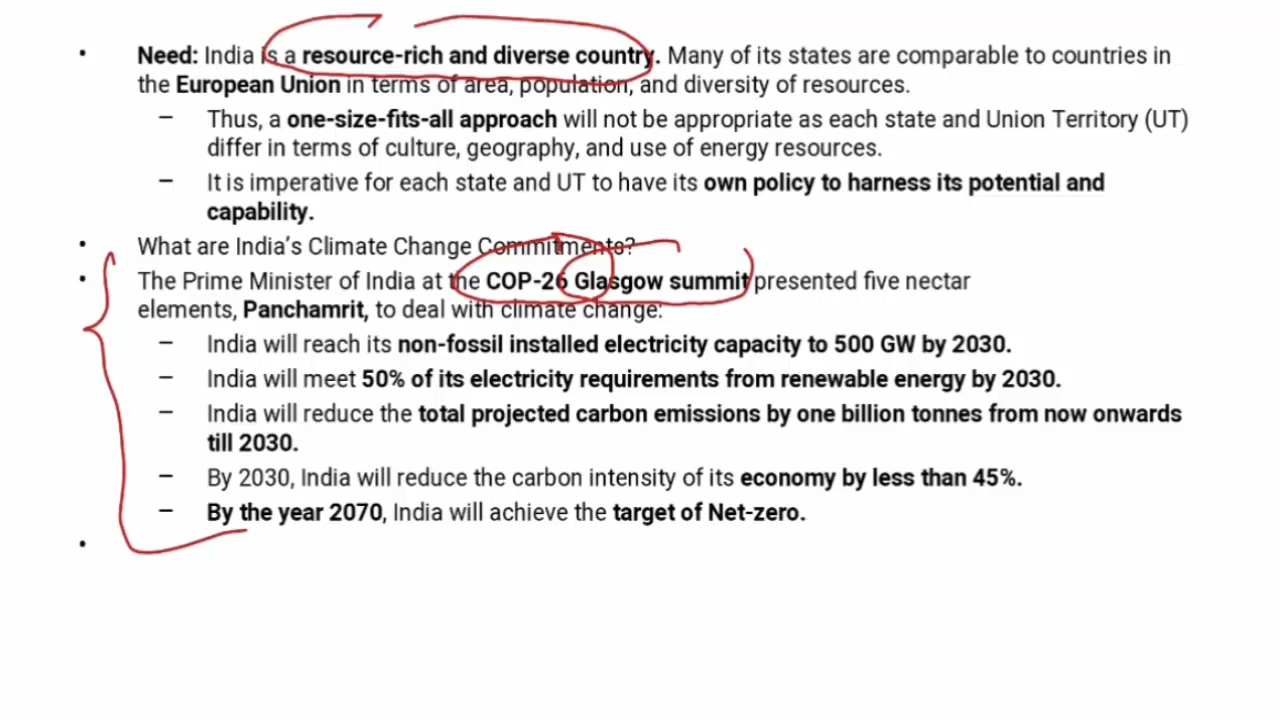 • Need: India is a resource-rich and diverse country. Many of its states are comparable to countries in
the European Union in terms of area, population, and diversity of resources.
– Thus, a one-size-fits-all approach will not be appropriate as each state and Union Territory (UT)
differ in terms of culture, geography, and use of energy resources.
– It is imperative for each state and UT to have its own policy to harness its potential and
capability.
• What are India's Climate Change Commitments?
• The Prime Minister of India at the COP-26 Glasgow summit presented five nectar
elements, Panchamrit, to deal with climate change:
– India will reach its non-fossil installed electricity capacity to 500 GW by 2030.
– India will meet 50% of its electricity requirements from renewable energy by 2030.
– India will reduce the total projected carbon emissions by one billion tonnes from now onwards
till 2030.
– By 2030, India will reduce the carbon intensity of its economy by less than 45%.
– By the year 2070, India will achieve the target of Net-zero.
•